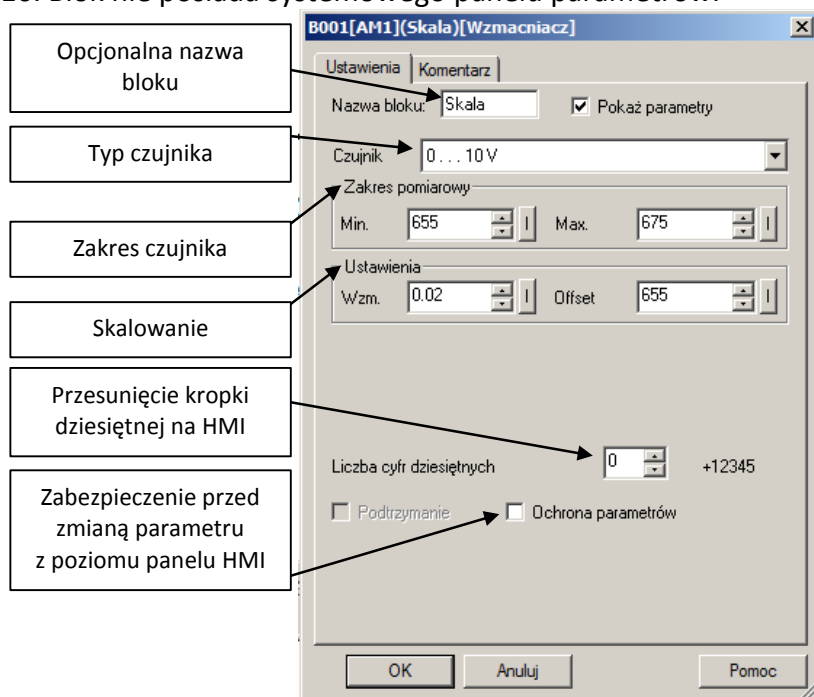 B001[AM1](Skala)[Wzmacniacz]
Opcjonalna nazwa
bloku
Ustawienia Komentarz
Nazwa bloku: Skala Pokaż parametry
Typ czujnika
Czujnik 0...10 V
Zakres pomiarowy
Min. 655 Max. 675
Zakres czujnika
Ustawienia
Wzm. 0.02 Offset 655
Skalowanie
Przesunięcie kropki
dziesiętnej na HMI
Liczba cyfr dziesiętnych 0 +12345
Zabezpieczenie przed
zmianą parametru
z poziomu panelu HMI
Podtrzymanie Ochrona parametrów
OK Anuluj Pomoc